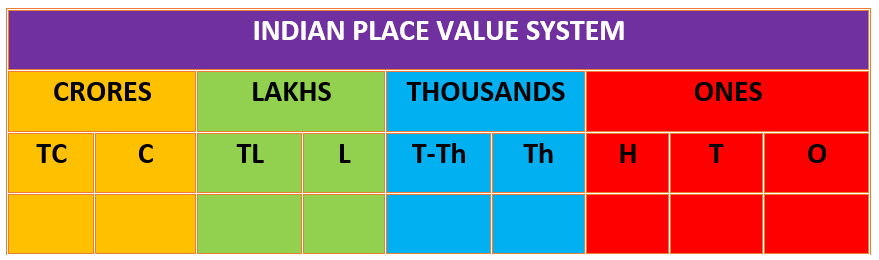 INDIAN PLACE VALUE SYSTEM
CRORES LAKHS THOUSANDS ONES
TC C TL L T-Th Th H T O